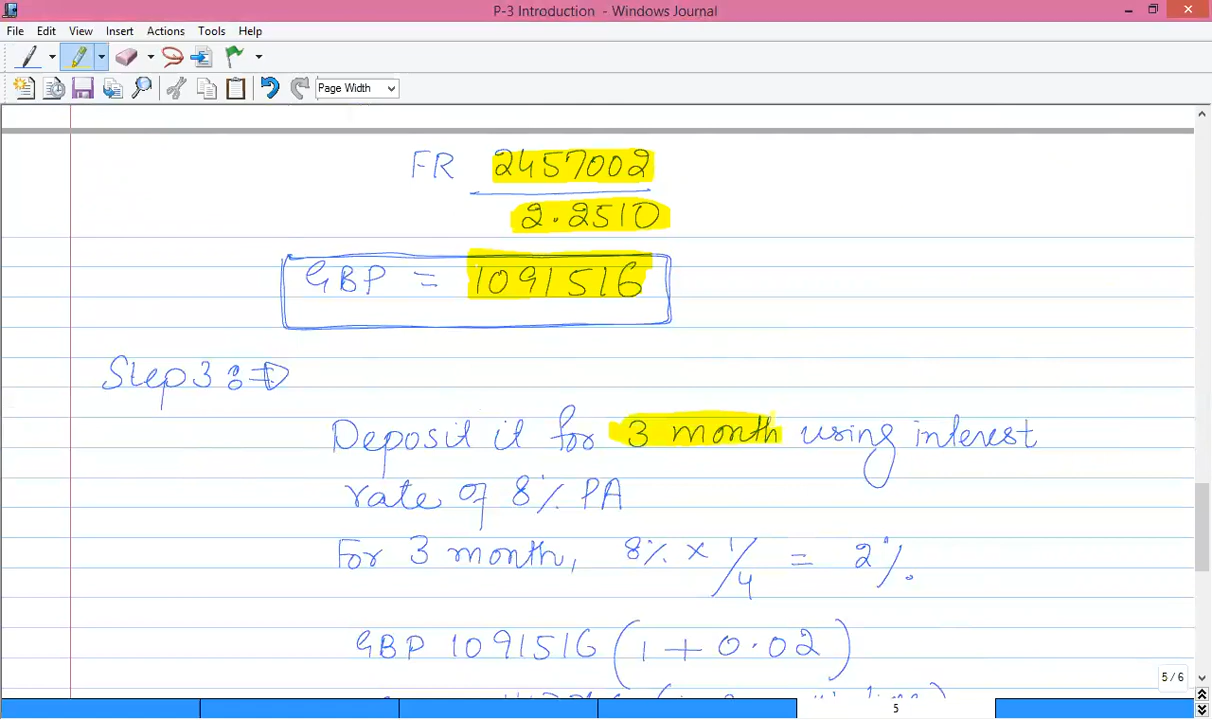 P-3 Introduction - Windows Journal
File Edit View Insert Actions Tools Help
Page Width
FR 2457002
2.2510
GBP = 1091516
Step 3 :⇒
Deposit it for 3 month using interest
rate of 8% PA
For 3 month, 8% × 1/4 = 2%.
GBP 1091516 (1 + 0.02)
5 / 6
5